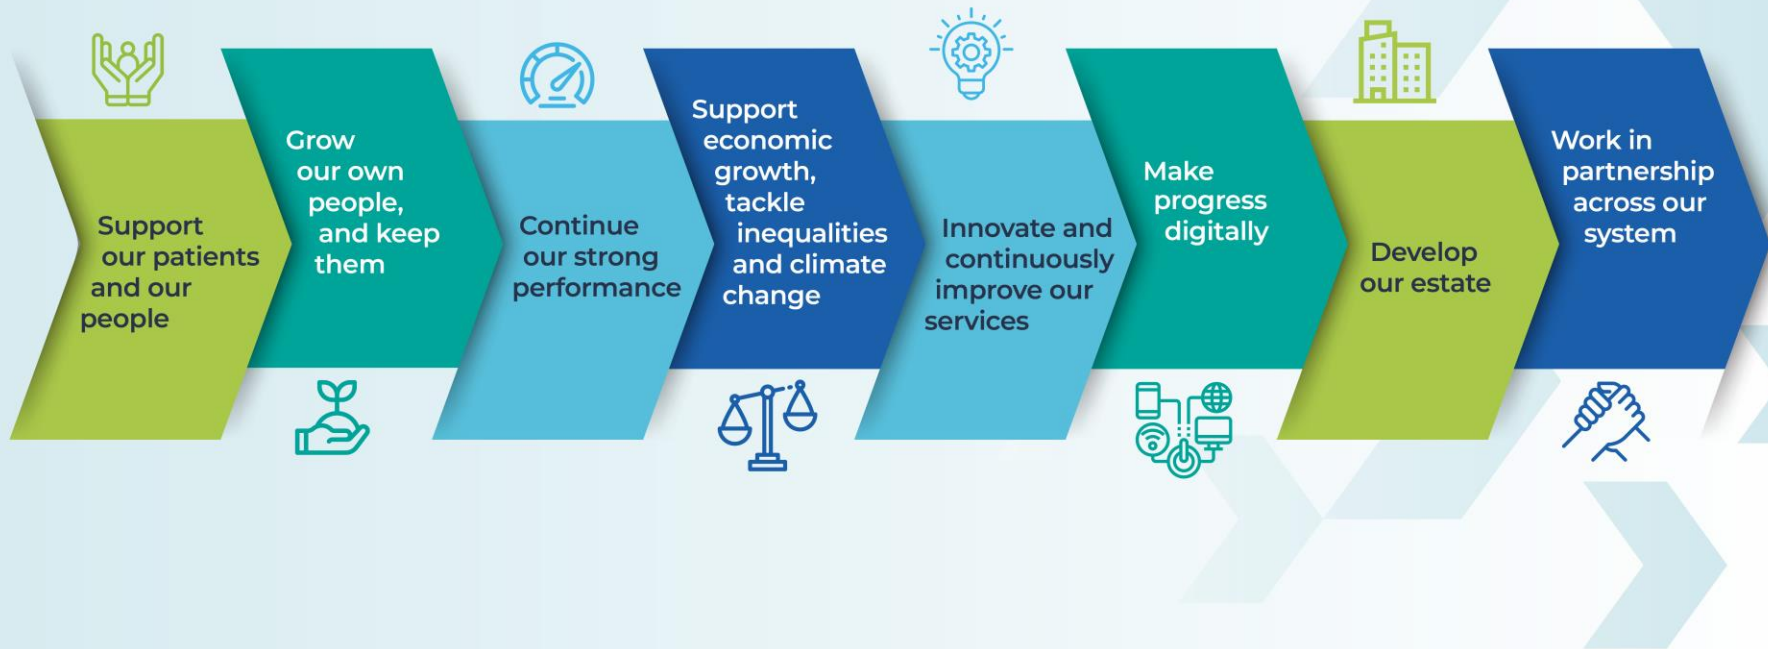 Support
our patients
and our
people
Grow
our own
people,
and keep
them
Continue
our strong
performance
Support
economic
growth,
tackle
inequalities
and climate
change
Innovate and
continuously
improve our
services
Make
progress
digitally
Develop
our estate
Work in
partnership
across our
system